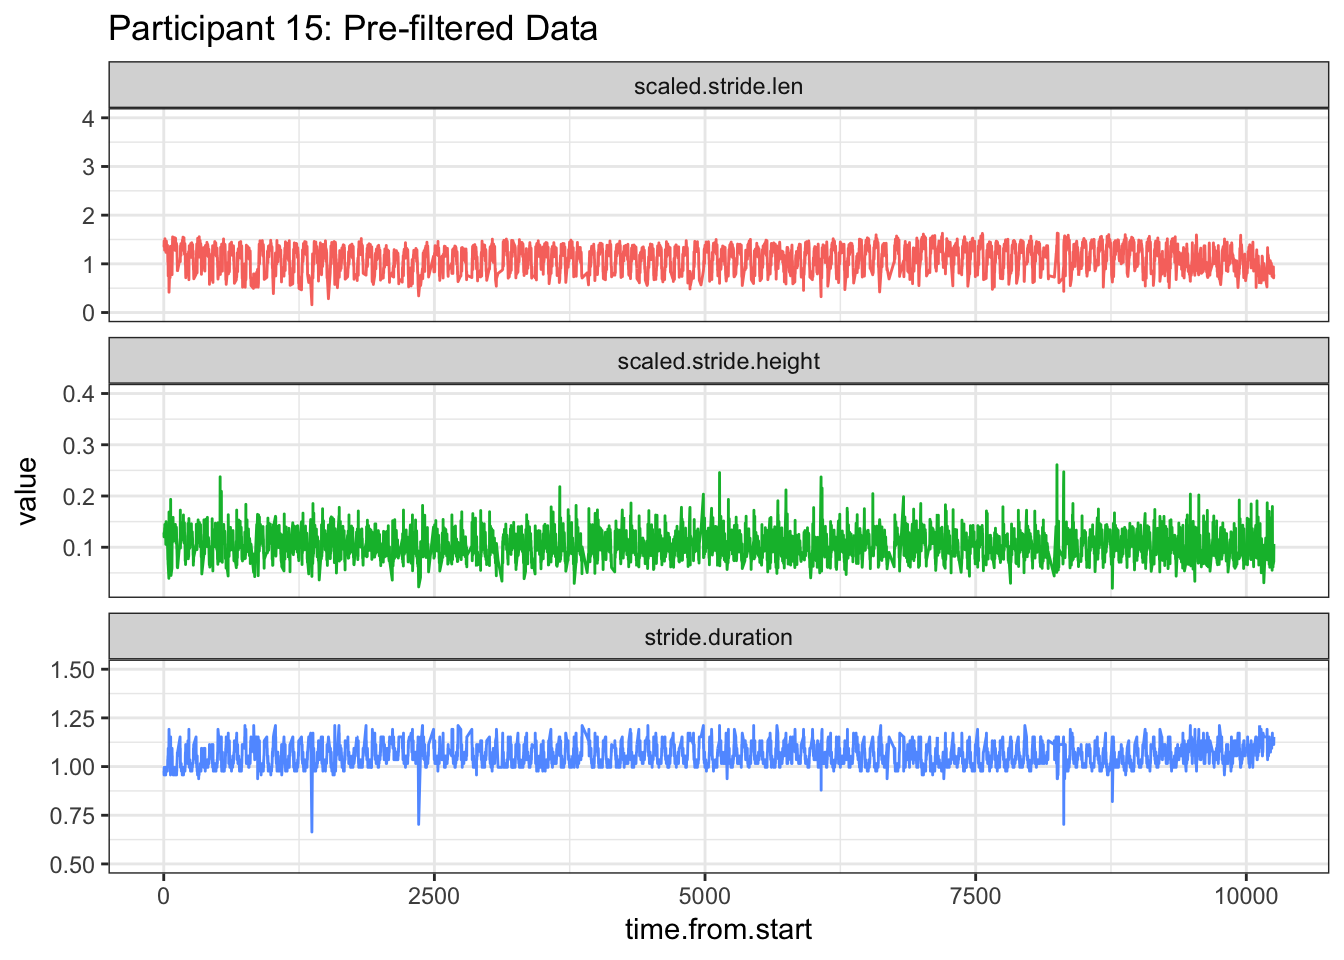 Participant 15: Pre-filtered Data
scaled.stride.len
4
3
2
1
0
scaled.stride.height
0.4
0.3
0.2
0.1
value
stride.duration
1.50
1.25
1.00
0.75
0.50
0 2500 5000 7500 10000
time.from.start